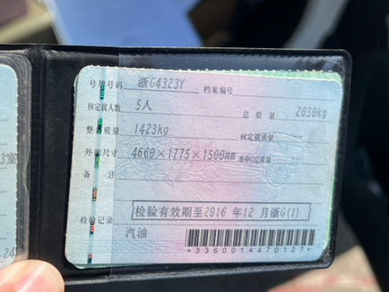 号牌号码 浙G4323Y 档案编号
核定载人数 5人 总质量 2030kg
整备质量 1423kg 核定载质量 --
外廓尺寸 4660×1775×1500mm 准牵引总质量 --
备注
检验有效期至2016年12月浙G(1)
检验记录
汽油
*3360014470127*